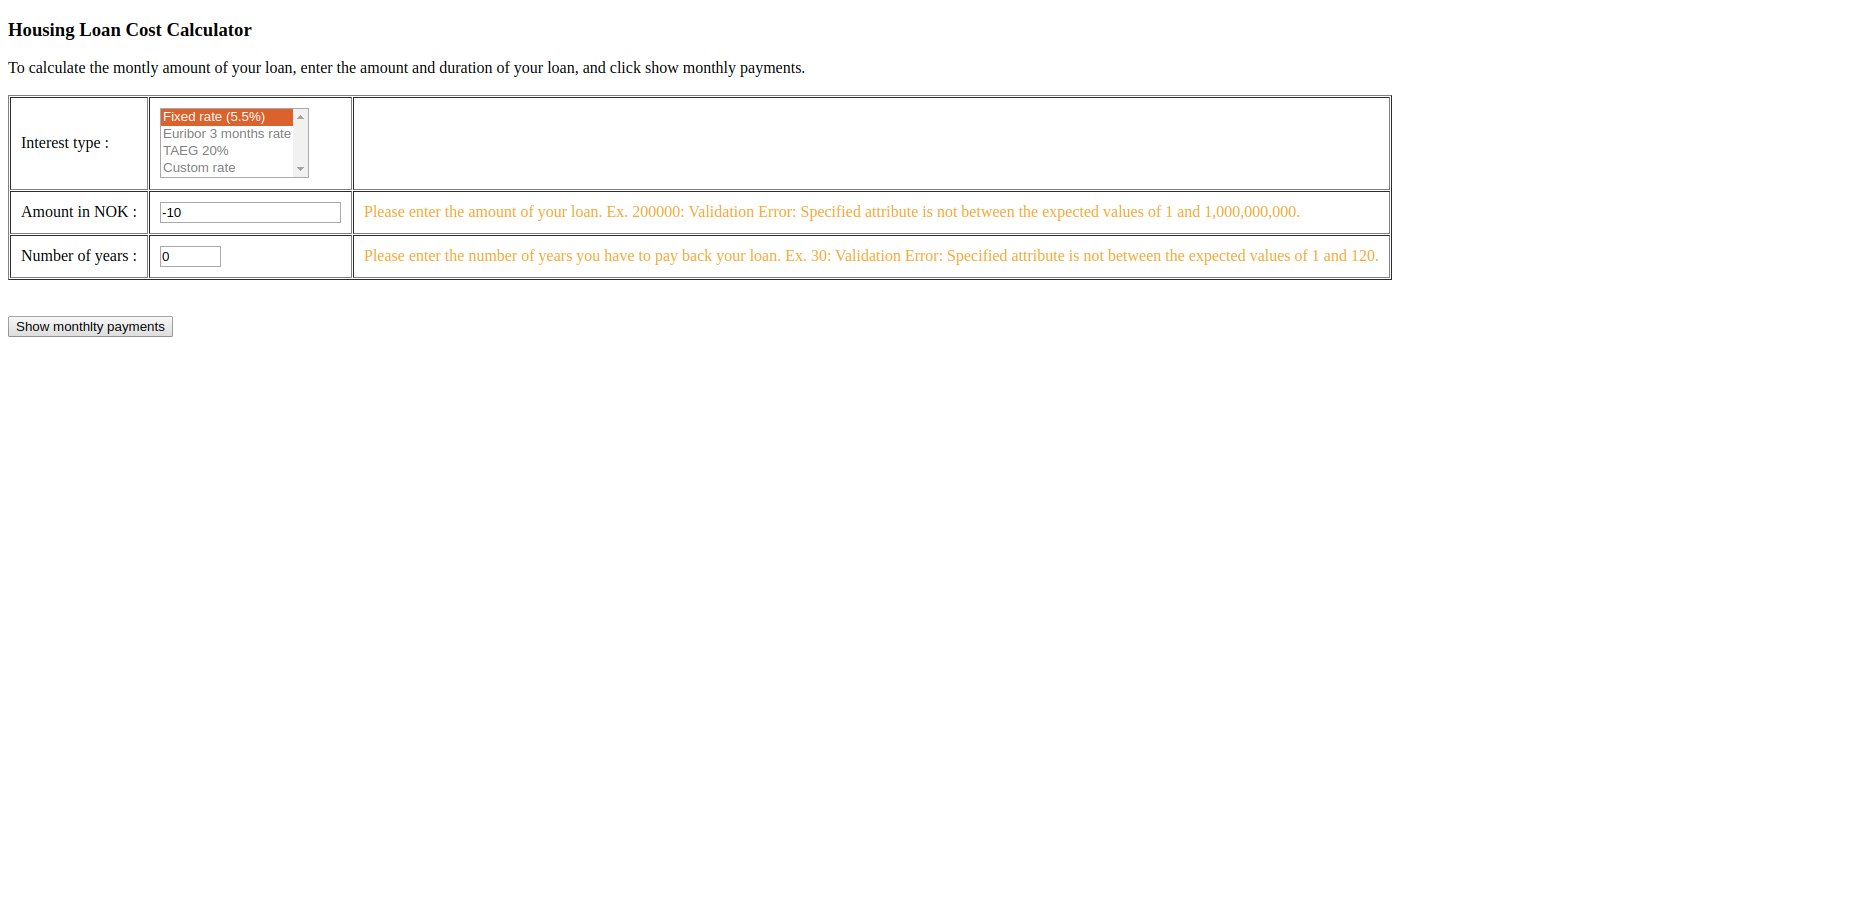 Housing Loan Cost Calculator
To calculate the montly amount of your loan, enter the amount and duration of your loan, and click show monthly payments.
Interest type :
Fixed rate (5.5%)
Euribor 3 months rate
TAEG 20%
Custom rate
Amount in NOK : -10 Please enter the amount of your loan. Ex. 200000: Validation Error: Specified attribute is not between the expected values of 1 and 1,000,000,000.
Number of years : 0 Please enter the number of years you have to pay back your loan. Ex. 30: Validation Error: Specified attribute is not between the expected values of 1 and 120.
Show monthlty payments